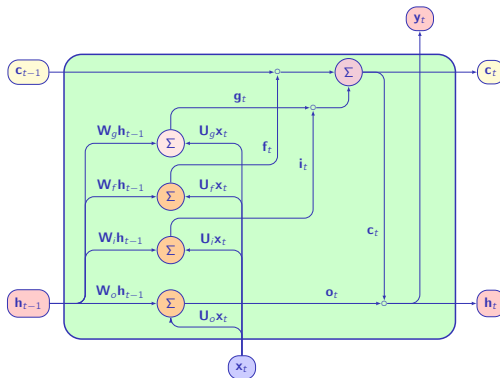 y_t
c_{t−1} Σ c_t
g_t
W_g h_{t−1} Σ U_g x_t f_t
i_t
W_f h_{t−1} Σ U_f x_t
W_i h_{t−1} Σ U_i x_t c_t
h_{t−1} W_o h_{t−1} Σ o_t h_t
U_o x_t
x_t